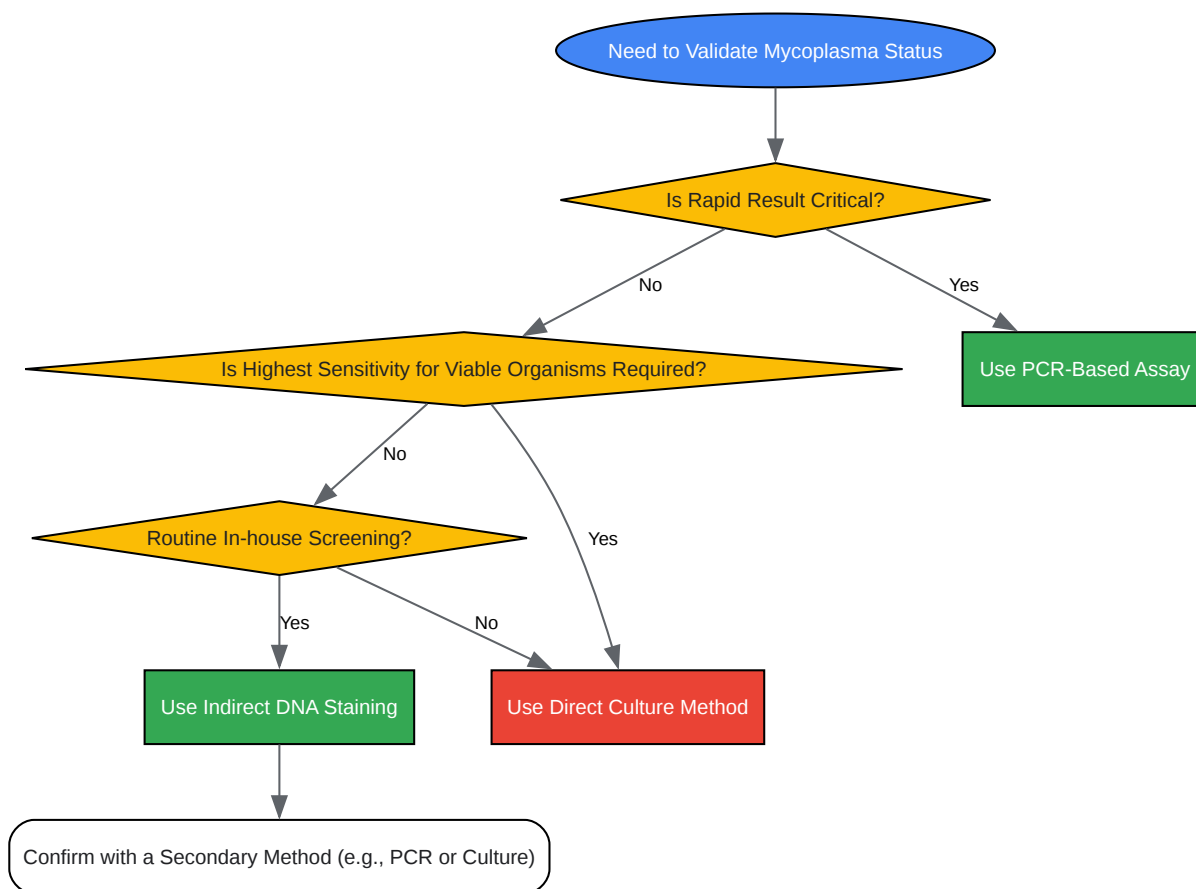 Need to Validate Mycoplasma Status
Is Rapid Result Critical?
No
Yes
Is Highest Sensitivity for Viable Organisms Required?
Use PCR-Based Assay
No
Yes
Routine In-house Screening?
Yes
No
Use Indirect DNA Staining
Use Direct Culture Method
Confirm with a Secondary Method (e.g., PCR or Culture)